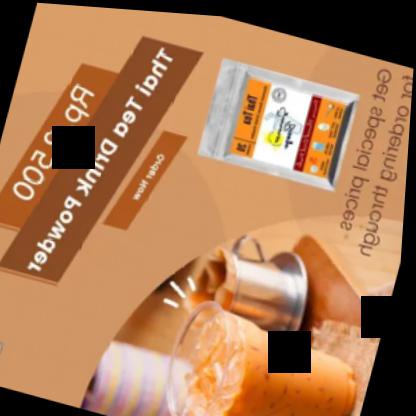 Thai Tea Drink Powder
Rp 500
Order Now
Get special prices
for ordering through
Thai Tea